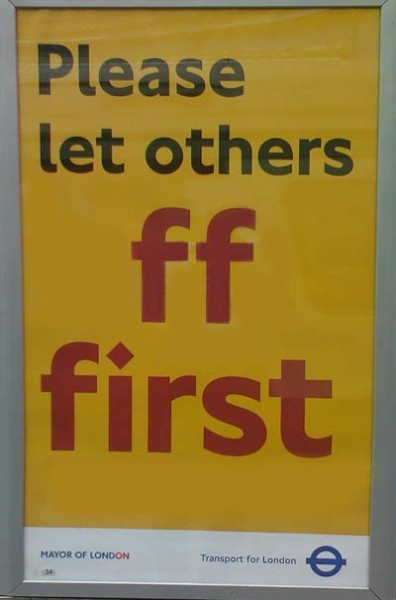 Please
let others
ff
first
MAYOR OF LONDON
Transport for London